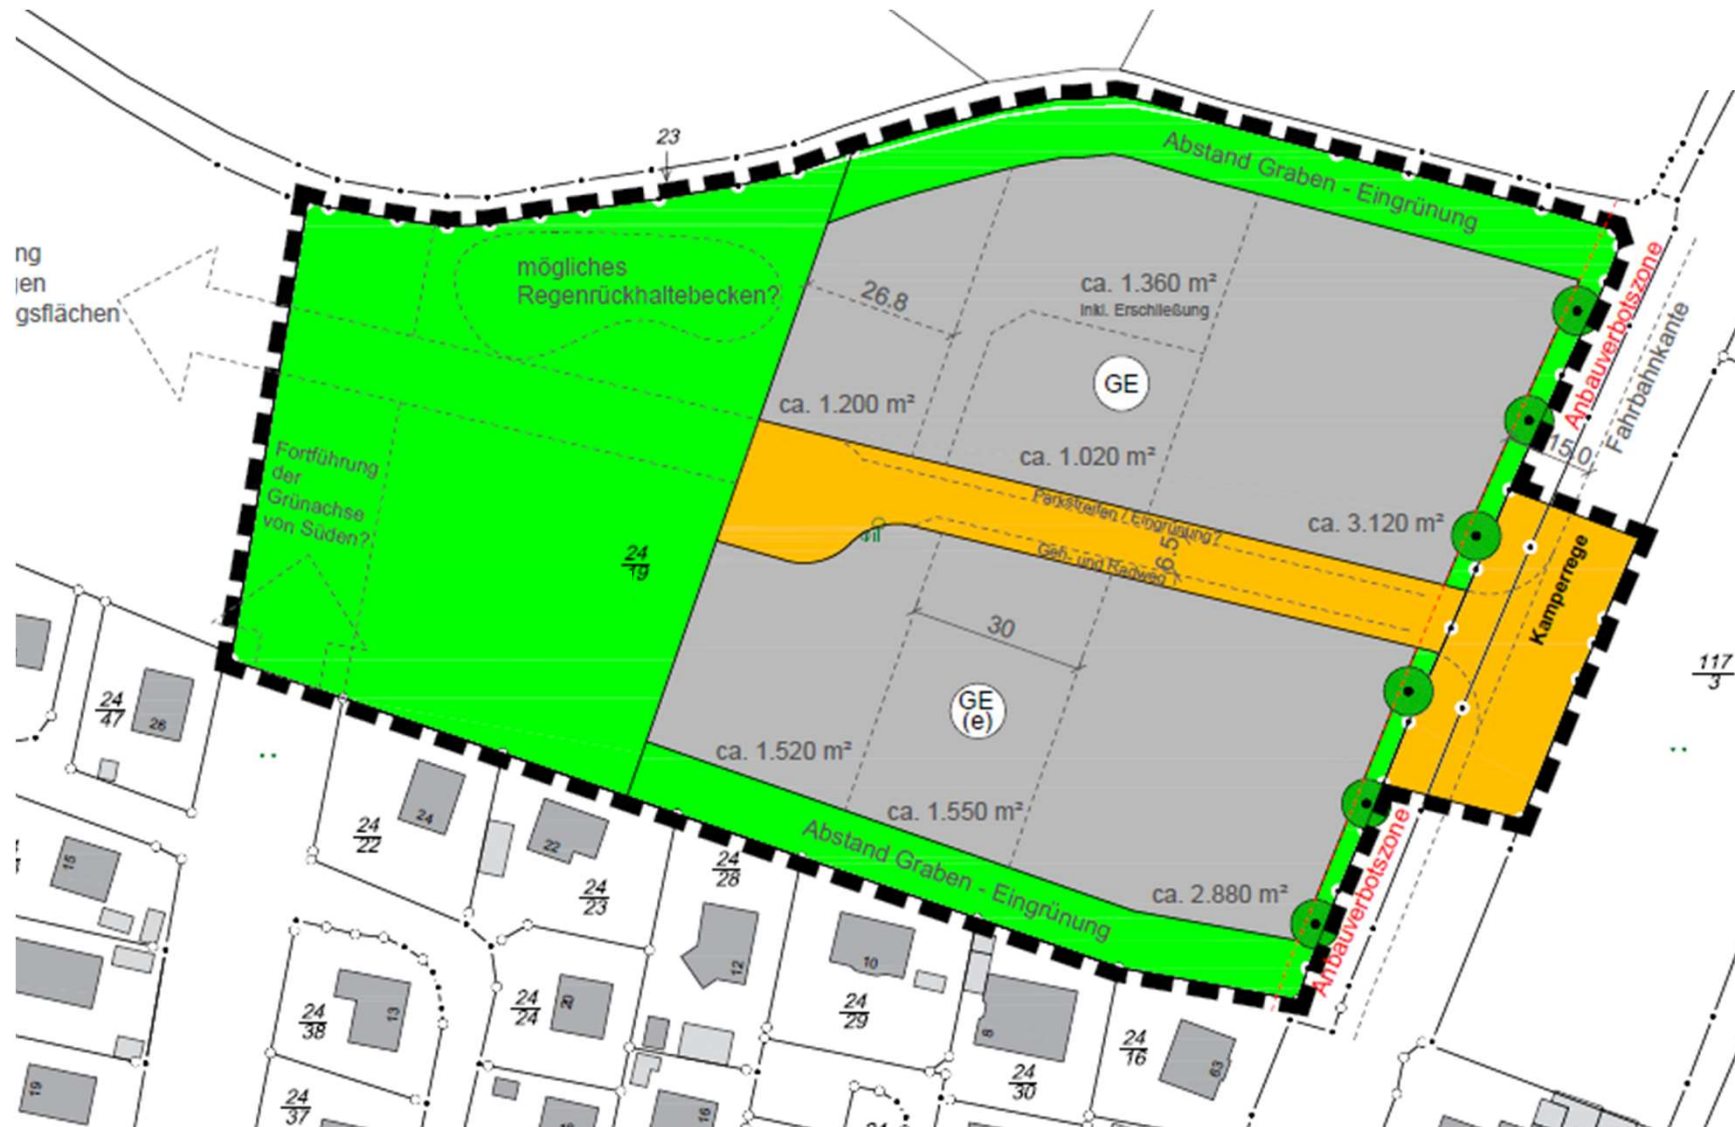 23
Abstand Graben - Eingrünung
ng
gen
gsflächen
mögliches
Regenrückhaltebecken?
26.8
ca. 1.360 m²
inkl. Erschließung
Anbauverbotszone
Fahrbahnkante
GE
ca. 1.200 m²
15.0
ca. 1.020 m²
Fortführung
der
Grünachse
von Süden?
Parkstreifen / Eingrünung?
ca. 3.120 m²
6.5
Geh- und Radweg ?
24
19
Kamperrege
30
117
3
24
47
26
GE
(e)
ca. 1.520 m²
ca. 1.550 m²
Abstand Graben - Eingrünung
ca. 2.880 m²
Anbauverbotszone
24
22
24
22
24
23
24
28
15
12
10
24
38
13
24
24
20
24
29
8
24
16
63
24
30
19
24
37
16